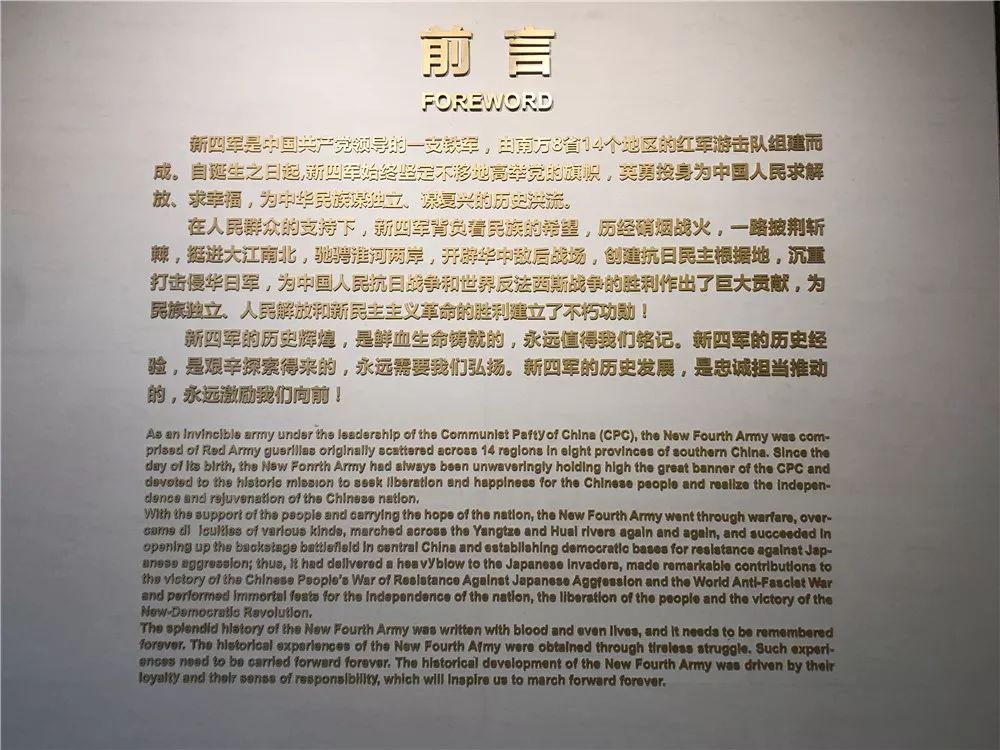 前言
FOREWORD
新四军是中国共产党领导的一支铁军，由南方8省14个地区的红军游击队组建而
成。自诞生之日起,新四军始终坚定不移地高举党的旗帜，英勇投身为中国人民求解
放、求幸福，为中华民族谋独立、谋复兴的历史洪流。
在人民群众的支持下，新四军背负着民族的希望，历经硝烟战火，一路披荆斩
棘，挺进大江南北，驰骋淮河两岸，开辟华中敌后战场，创建抗日民主根据地，沉重
打击侵华日军，为中国人民抗日战争和世界反法西斯战争的胜利作出了巨大贡献，为
民族独立、人民解放和新民主主义革命的胜利建立了不朽功勋！
新四军的历史辉煌，是鲜血生命铸就的，永远值得我们铭记。新四军的历史经
验，是艰辛探索得来的，永远需要我们弘扬。新四军的历史发展，是忠诚担当推动
的，永远激励我们向前！
As an invincible army under the leadership of the Communist Paftyof China (CPC), the New Fourth Army was com-
prised of Red Army guerillas originally scattered across 14 regions in eight provinces of southern China. Since the
day of its birth, the New Fonrth Army had always been unwaveringly holding high the great banner of the CPC and
devoted to the historic mission to seek liberation and happiness for the Chinese people and realize the indepen-
dence and rejuvenation of the Chinese nation.
With the support of the people and carrying the hope of the nation, the New Fourth Army went through warfare, over-
came di iculties of various kinds, marched across the Yangtze and Huai rivers again and again, and succeeded in
opening up the backstage battlefield in central China and establishing democratic bases for resistance against Jap-
anese aggression; thus, it had delivered a heavyblow to the Japanese invaders, made remarkable contributions to
the victory of the Chinese People's War of Resistance Against Japanese Aggfession and the World Anti-Fascist War
and performed immortal feats for the independence of the nation, the liberation of the people and the victory of the
New-Democratic Revolution.
The splendid history of the New Fourth Army was written with blood and even lives, and it needs to be remembered
forever. The historical experiences of the New Fourth Afmy were obtained through tireless struggle. Such experi-
ences need to be carried forward forever. The historical development of the New Fourth Army was driven by their
loyalty and their sense of responsibility, which will inspire us to march forward forever.